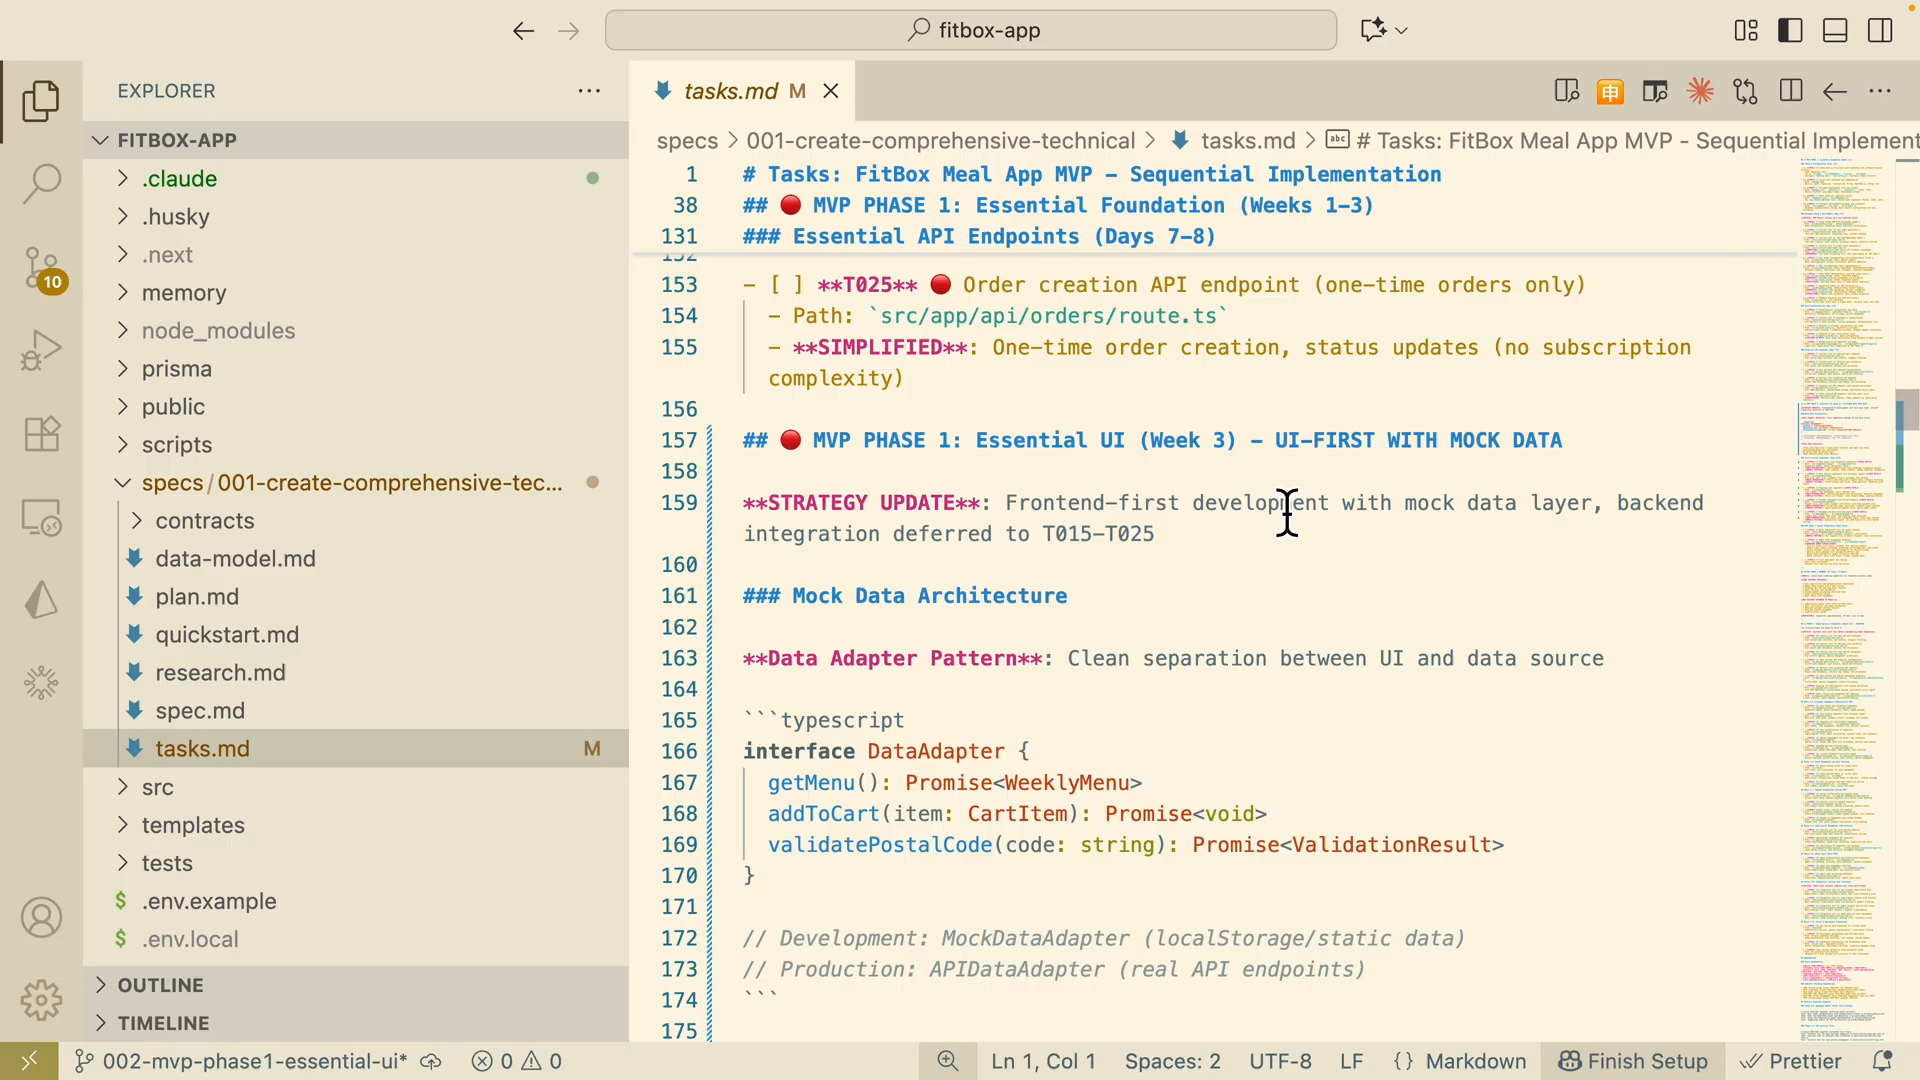 fitbox-app
EXPLORER
FITBOX-APP
.claude
.husky
.next
memory
node_modules
prisma
public
scripts
specs/001-create-comprehensive-tec...
contracts
data-model.md
plan.md
quickstart.md
research.md
spec.md
tasks.md M
src
templates
tests
$ .env.example
$ .env.local
OUTLINE
TIMELINE
10
tasks.md M
申
specs > 001-create-comprehensive-technical > tasks.md > # Tasks: FitBox Meal App MVP - Sequential Implement
1 # Tasks: FitBox Meal App MVP - Sequential Implementation
38 ## 🔴 MVP PHASE 1: Essential Foundation (Weeks 1-3)
131 ### Essential API Endpoints (Days 7-8)
152
153 - [ ] **T025** 🔴 Order creation API endpoint (one-time orders only)
154 - Path: `src/app/api/orders/route.ts`
155 - **SIMPLIFIED**: One-time order creation, status updates (no subscription
complexity)
156
157 ## 🔴 MVP PHASE 1: Essential UI (Week 3) - UI-FIRST WITH MOCK DATA
158
159 **STRATEGY UPDATE**: Frontend-first development with mock data layer, backend
integration deferred to T015-T025
160
161 ### Mock Data Architecture
162
163 **Data Adapter Pattern**: Clean separation between UI and data source
164
165 ```typescript
166 interface DataAdapter {
167 getMenu(): Promise<WeeklyMenu>
168 addToCart(item: CartItem): Promise<void>
169 validatePostalCode(code: string): Promise<ValidationResult>
170 }
171
172 // Development: MockDataAdapter (localStorage/static data)
173 // Production: APIDataAdapter (real API endpoints)
174 ```
175
002-mvp-phase1-essential-ui* 0 0 Ln 1, Col 1 Spaces: 2 UTF-8 LF {} Markdown Finish Setup Prettier